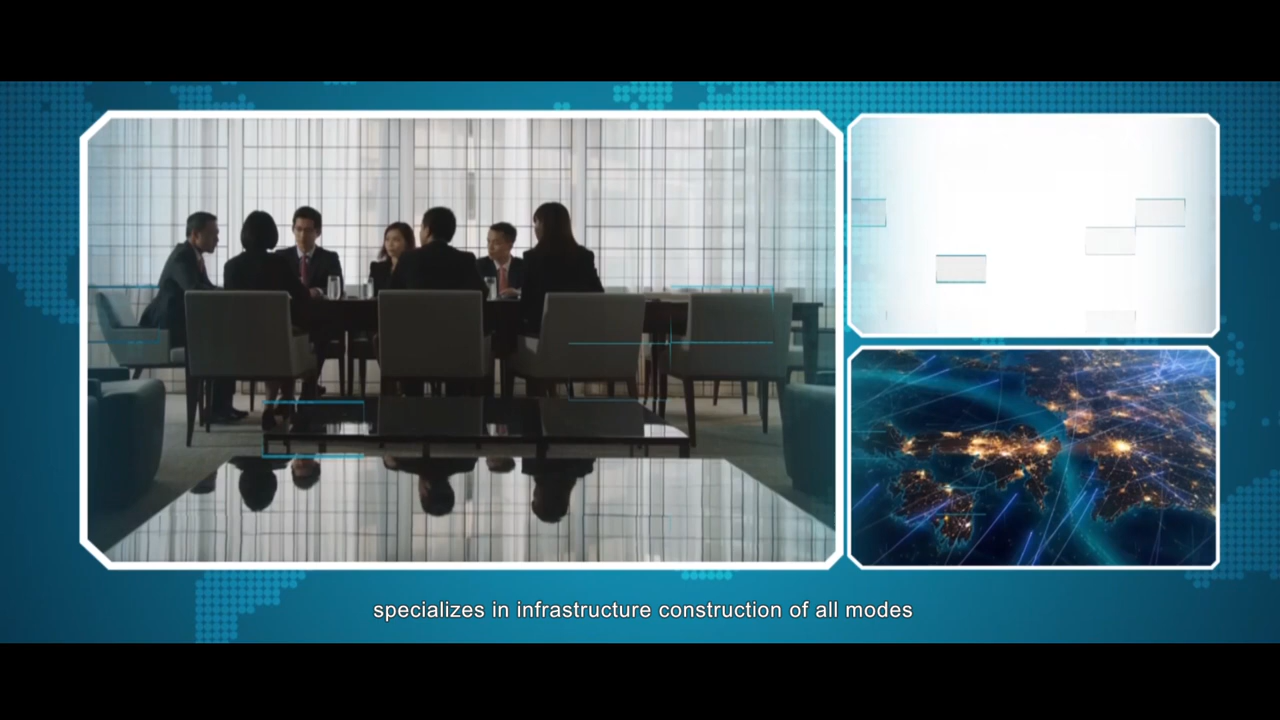 specializes in infrastructure construction of all modes